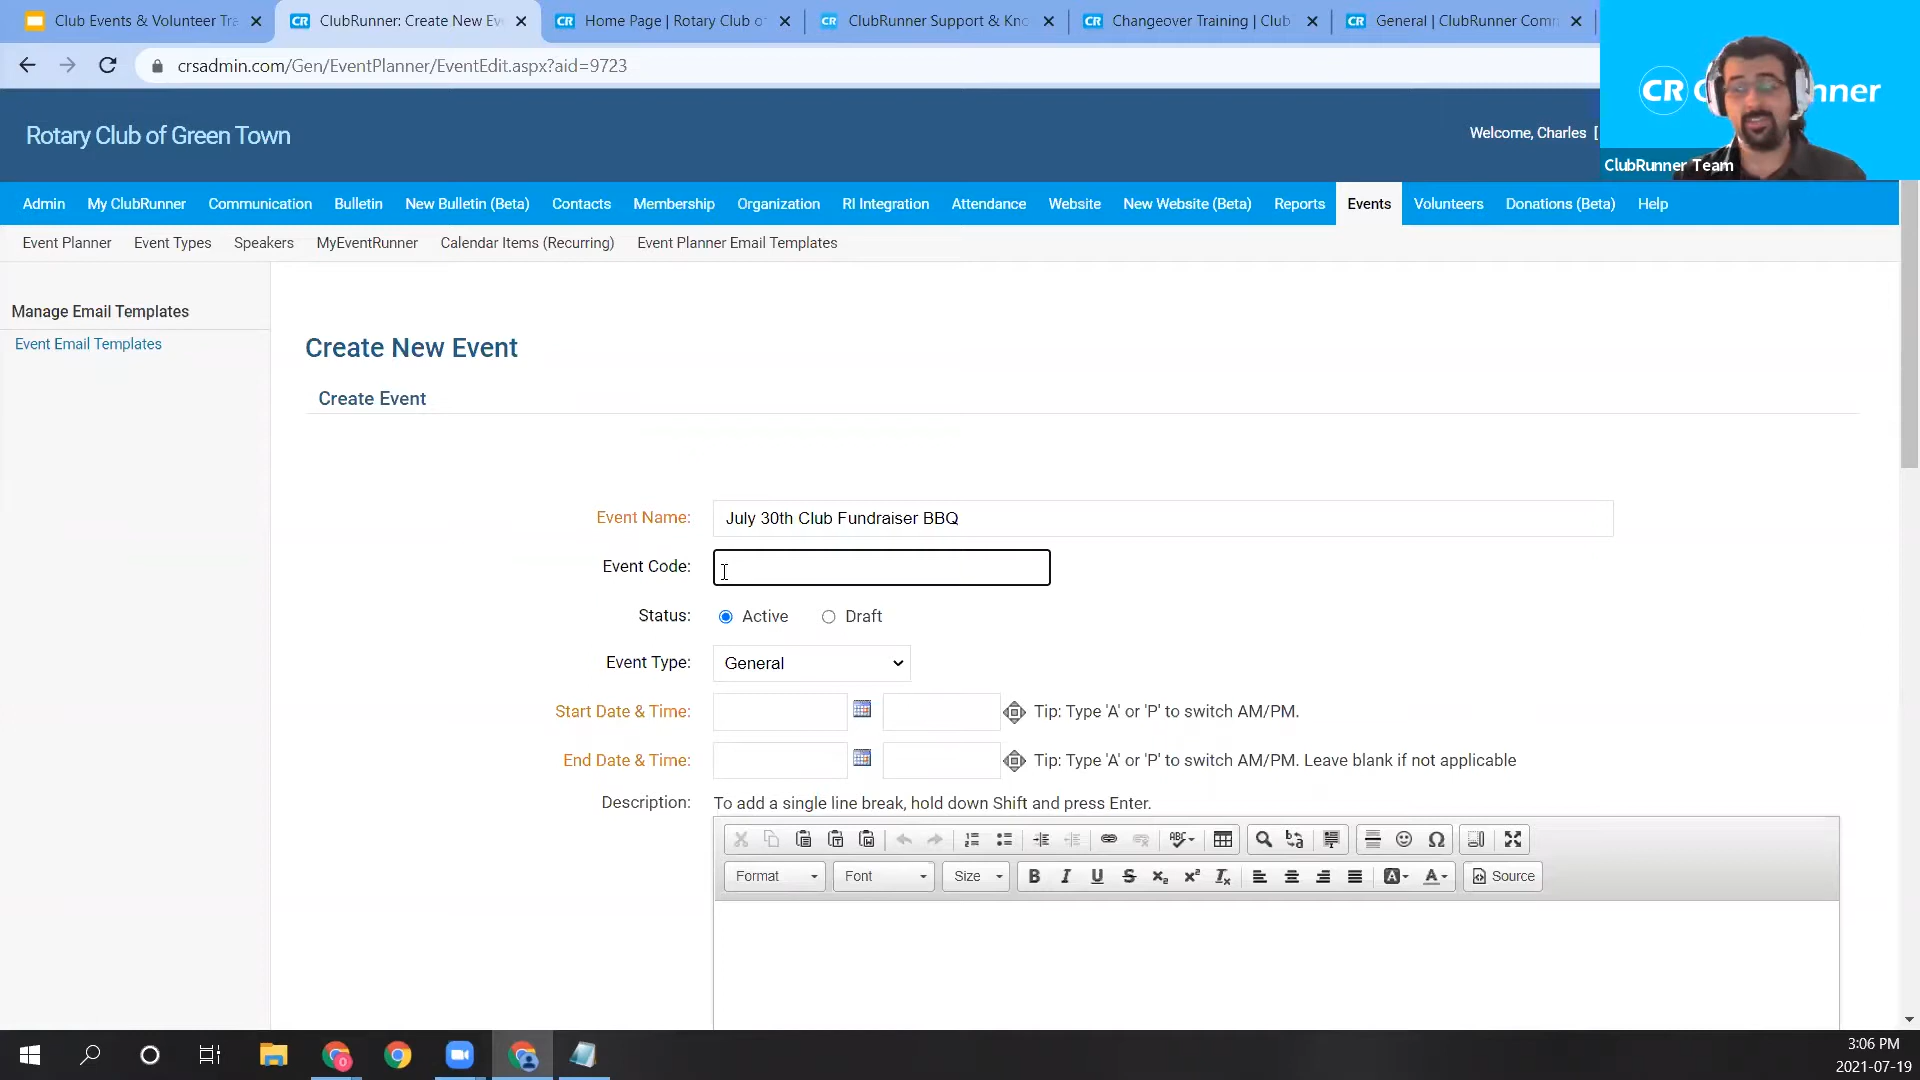 Club Events & Volunteer Tra
ClubRunner: Create New Eve
CR Home Page | Rotary Club o
CR ClubRunner Support & Kno
CR Changeover Training | Club
CR General | ClubRunner Comm
crsadmin.com/Gen/EventPlanner/EventEdit.aspx?aid=9723
CR C nner
ClubRunner Team
Rotary Club of Green Town
Welcome, Charles [
Admin My ClubRunner Communication Bulletin New Bulletin (Beta) Contacts Membership Organization RI Integration Attendance Website New Website (Beta) Reports Events Volunteers Donations (Beta) Help
Event Planner Event Types Speakers MyEventRunner Calendar Items (Recurring) Event Planner Email Templates
Manage Email Templates
Event Email Templates
Create New Event
Create Event
Event Name: July 30th Club Fundraiser BBQ
Event Code:
Status: Active Draft
Event Type: General
Start Date & Time: Tip: Type 'A' or 'P' to switch AM/PM.
End Date & Time: Tip: Type 'A' or 'P' to switch AM/PM. Leave blank if not applicable
Description: To add a single line break, hold down Shift and press Enter.
Format Font Size B I U S Source
3:06 PM
2021-07-19